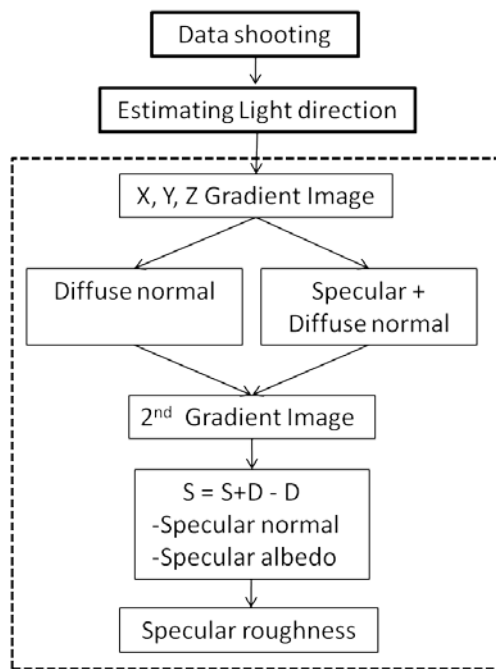 Data shooting
Estimating Light direction
X, Y, Z Gradient Image
Diffuse normal
Specular +
Diffuse normal
2nd Gradient Image
S = S+D - D
-Specular normal
-Specular albedo
Specular roughness